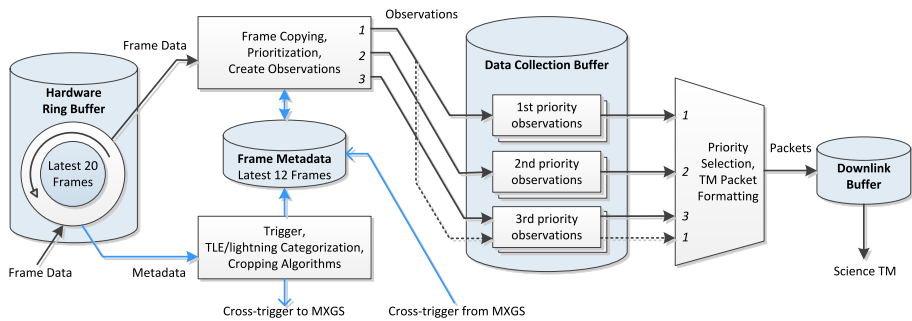 Observations
Frame Data
Frame Copying,
Prioritization,
Create Observations
1
2
3
Hardware
Ring Buffer
Latest 20
Frames
Frame Data
Metadata
Frame Metadata
Latest 12 Frames
Trigger,
TLE/lightning Categorization,
Cropping Algorithms
Cross-trigger to MXGS
Cross-trigger from MXGS
Data Collection Buffer
1st priority
observations
2nd priority
observations
3rd priority
observations
1
2
3
1
Priority
Selection,
TM Packet
Formatting
Packets
Downlink
Buffer
Science TM